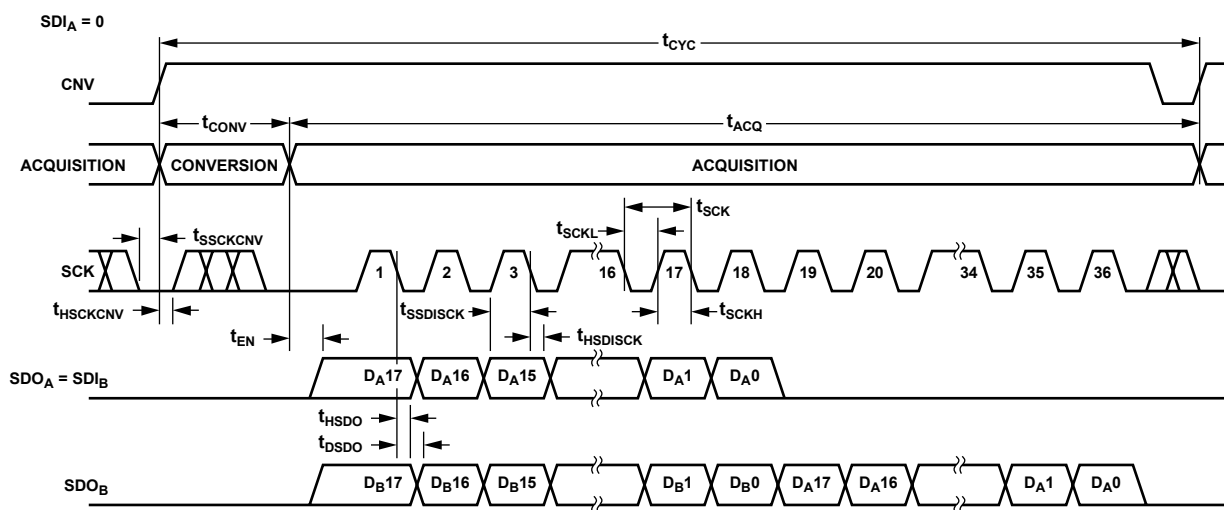 SDIA = 0
tCYC
CNV
tCONV
tACQ
ACQUISITION CONVERSION ACQUISITION
tSCK
tSCKL
tSSCKCNV
SCK 1 2 3 16 17 18 19 20 34 35 36
tHSCKCNV
tSSDISCK
tSCKH
tEN
tHSDISCK
SDOA = SDIB DA17 DA16 DA15 DA1 DA0
tHSDO
tDSDO
SDOB DB17 DB16 DB15 DB1 DB0 DA17 DA16 DA1 DA0